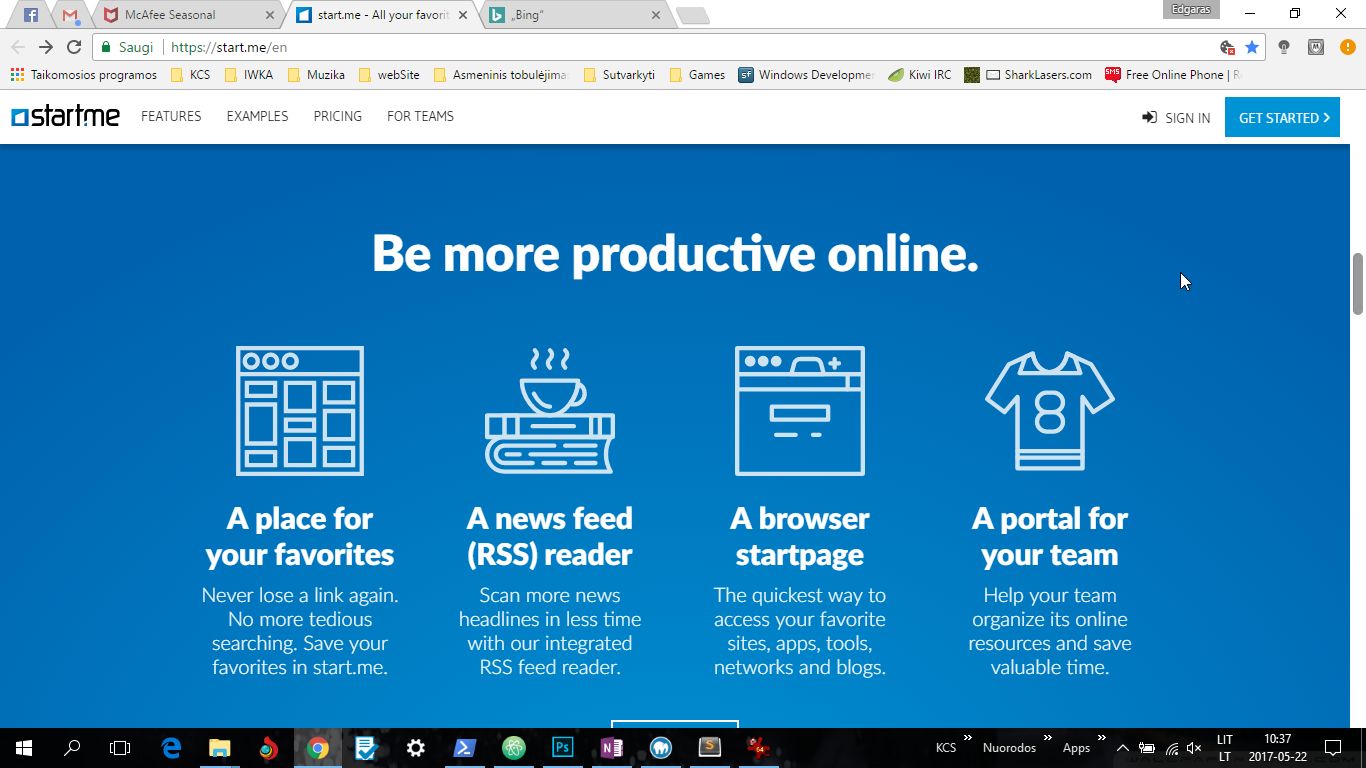 Edgaras
McAfee Seasonal
start.me - All your favorit
„Bing“
Saugi
https://start.me/en
Taikomosios programos
KCS
IWKA
Muzika
webSite
Asmeninis tobulėjima
Sutvarkyti
Games
sf
Windows Developme
Kiwi IRC
SharkLasers.com
SMS
Free Online Phone | R
start.me
FEATURES
EXAMPLES
PRICING
FOR TEAMS
SIGN IN
GET STARTED
Be more productive online.
8
A place for
your favorites
Never lose a link again.
No more tedious
searching. Save your
favorites in start.me.
A news feed
(RSS) reader
Scan more news
headlines in less time
with our integrated
RSS feed reader.
A browser
startpage
The quickest way to
access your favorite
sites, apps, tools,
networks and blogs.
A portal for
your team
Help your team
organize its online
resources and save
valuable time.
Ps
N
S
64
KCS
Nuorodos
Apps
LIT
LT
10:37
2017-05-22